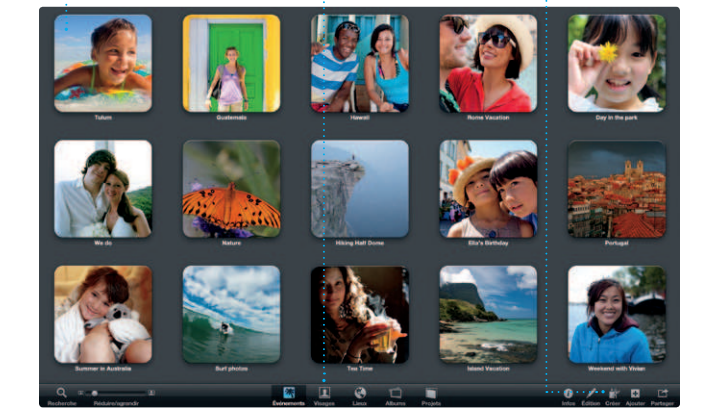 Tulum
Guatemala
Hawaii
Rome Vacation
Day in the park
We do
Nature
Hiking Half Dome
Ella's Birthday
Portugal
Summer in Australia
Surf photos
Tea Time
Island Vacation
Weekend with Vivian
Recherche
Réduire/agrandir
Événements
Visages
Lieux
Albums
Projets
Infos
Édition
Créer
Ajouter
Partager